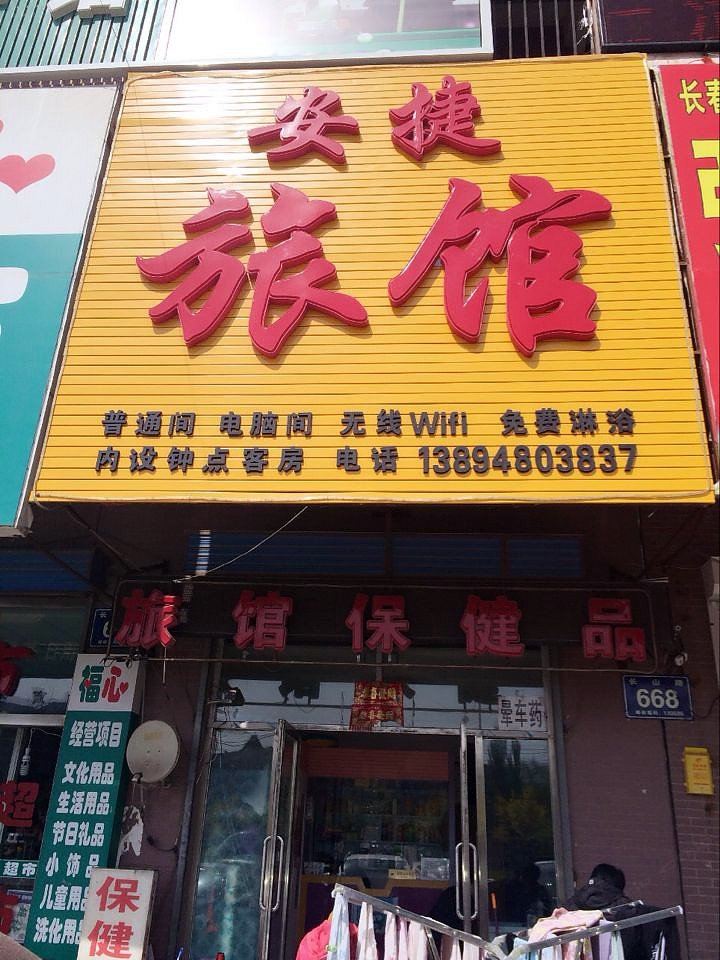 安捷
旅馆
普通间 电脑间 无线Wifi 免费淋浴
内设钟点客房 电话 13894803837
长春
旅馆保健品
长山路
668
晕车药
福心
经营项目
文化用品
生活用品
节日礼品
小饰品
儿童用品
洗化用品
超
超市
保健